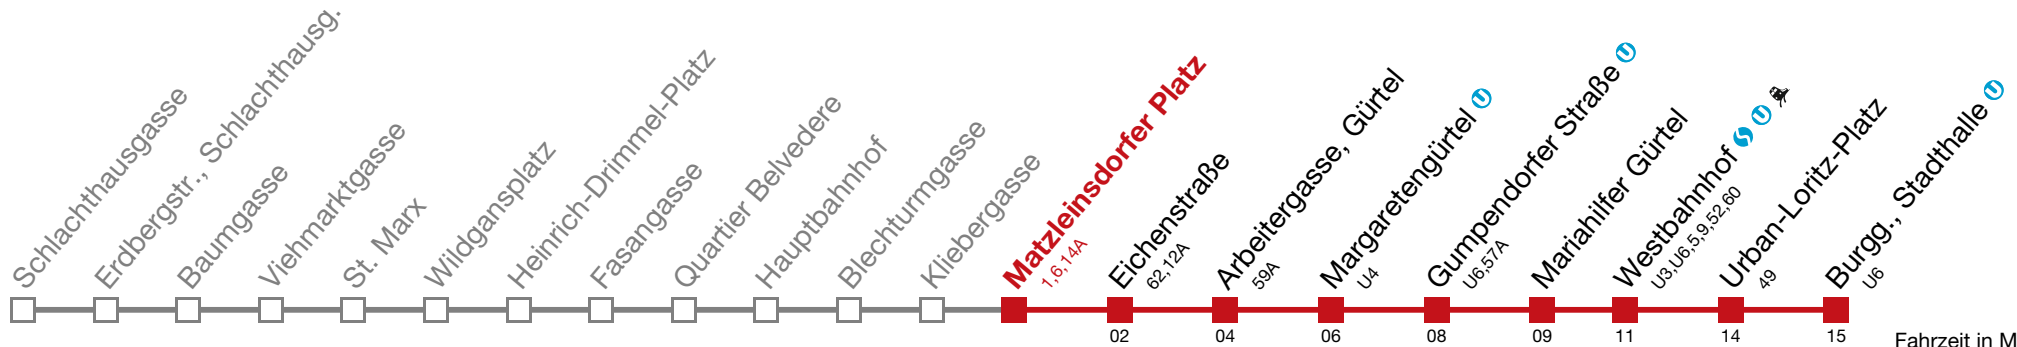 Schlachthausgasse
Erdbergstr., Schlachthausg.
Baumgasse
Viehmarktgasse
St. Marx
Wildgansplatz
Heinrich-Drimmel-Platz
Fasangasse
Quartier Belvedere
Hauptbahnhof
Blechturmgasse
Kliebergasse
Matzleinsdorfer Platz
1,6,14A
Eichenstraße
62,12A
Arbeitergasse, Gürtel
59A
Margaretengürtel U
U4
Gumpendorfer Straße U
U6,57A
Mariahilfer Gürtel
Westbahnhof S U
U3,U6,5,9,52,60
Urban-Loritz-Platz
49
Burgg., Stadthalle U
U6
02 04 06 08 09 11 14 15
Fahrzeit in M